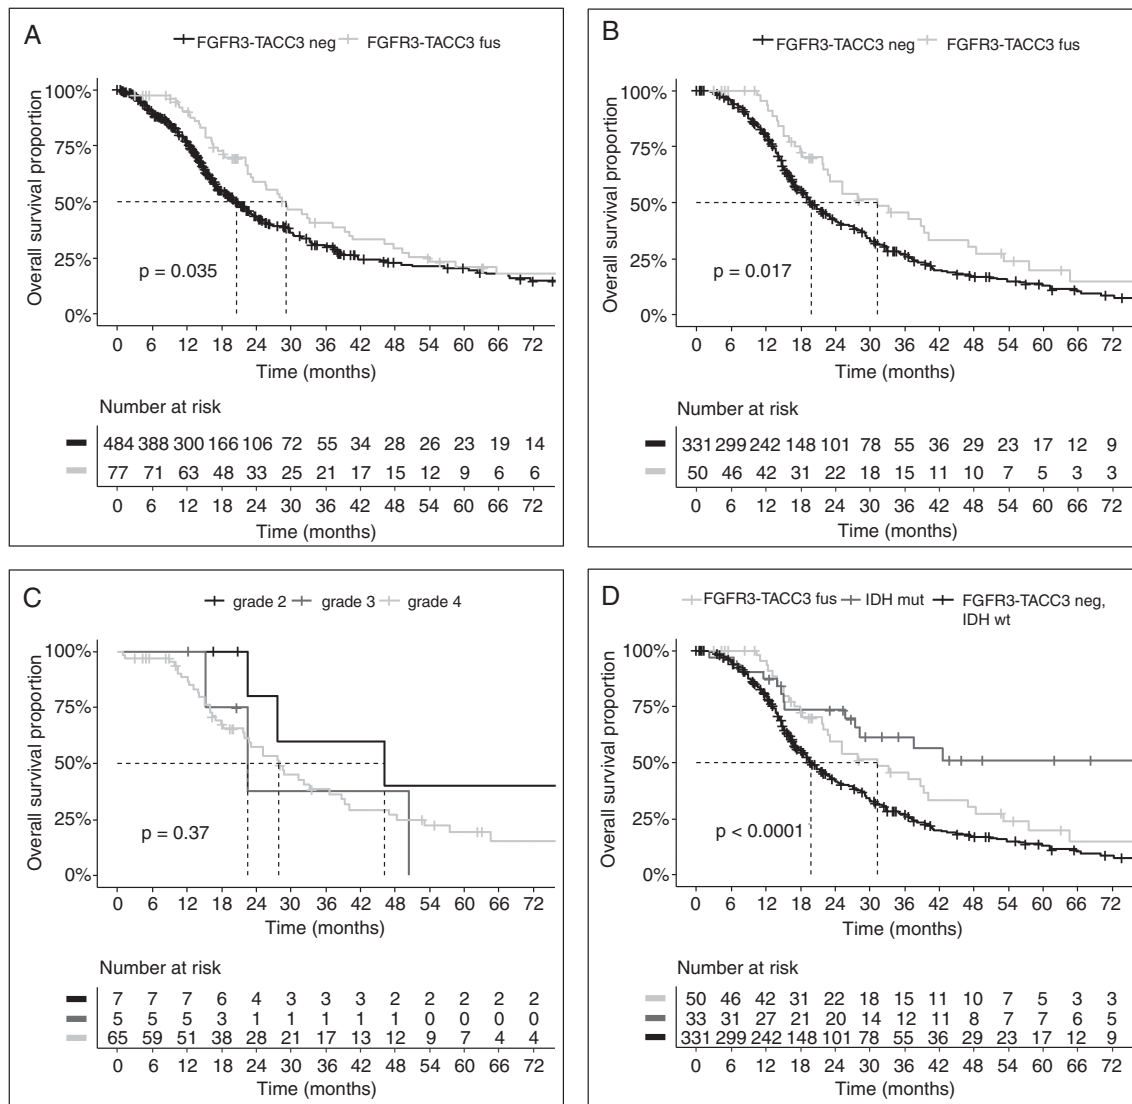 A
FGFR3-TACC3 neg FGFR3-TACC3 fus
Overall survival proportion
100%
75%
50%
25%
0%
p = 0.035
0 6 12 18 24 30 36 42 48 54 60 66 72
Time (months)
Number at risk
484 388 300 166 106 72 55 34 28 26 23 19 14
77 71 63 48 33 25 21 17 15 12 9 6 6
0 6 12 18 24 30 36 42 48 54 60 66 72
Time (months)
B
FGFR3-TACC3 neg FGFR3-TACC3 fus
Overall survival proportion
100%
75%
50%
25%
0%
p = 0.017
0 6 12 18 24 30 36 42 48 54 60 66 72
Time (months)
Number at risk
331 299 242 148 101 78 55 36 29 23 17 12 9
50 46 42 31 22 18 15 11 10 7 5 3 3
0 6 12 18 24 30 36 42 48 54 60 66 72
Time (months)
C
grade 2 grade 3 grade 4
Overall survival proportion
100%
75%
50%
25%
0%
p = 0.37
0 6 12 18 24 30 36 42 48 54 60 66 72
Time (months)
Number at risk
7 7 7 6 4 3 3 3 2 2 2 2 2
5 5 5 3 1 1 1 1 0 0 0 0 0
65 59 51 38 28 21 17 13 12 9 7 4 4
0 6 12 18 24 30 36 42 48 54 60 66 72
Time (months)
D
FGFR3-TACC3 fus IDH mut FGFR3-TACC3 neg,
IDH wt
Overall survival proportion
100%
75%
50%
25%
0%
p < 0.0001
0 6 12 18 24 30 36 42 48 54 60 66 72
Time (months)
Number at risk
50 46 42 31 22 18 15 11 10 7 5 3 3
33 31 27 21 20 14 12 11 8 7 7 6 5
331 299 242 148 101 78 55 36 29 23 17 12 9
0 6 12 18 24 30 36 42 48 54 60 66 72
Time (months)